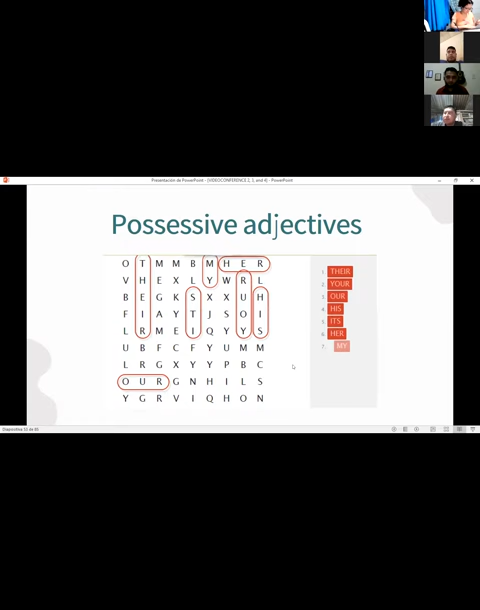 Presentación de PowerPoint - [VIDEOCONFERENCE 2, 3, and 4] - PowerPoint
Possessive adjectives
O T M M B M H E R
V H E X L Y W R L
B E G K S X X U H
F I A Y T J S O I
L R M E I Q Y Y S
U B F C F Y U M M
L R G X Y Y P B C
O U R G N H I L S
Y G R V I Q H O N
1. THEIR
2. YOUR
3. OUR
4. HIS
5. ITS
6. HER
7. MY